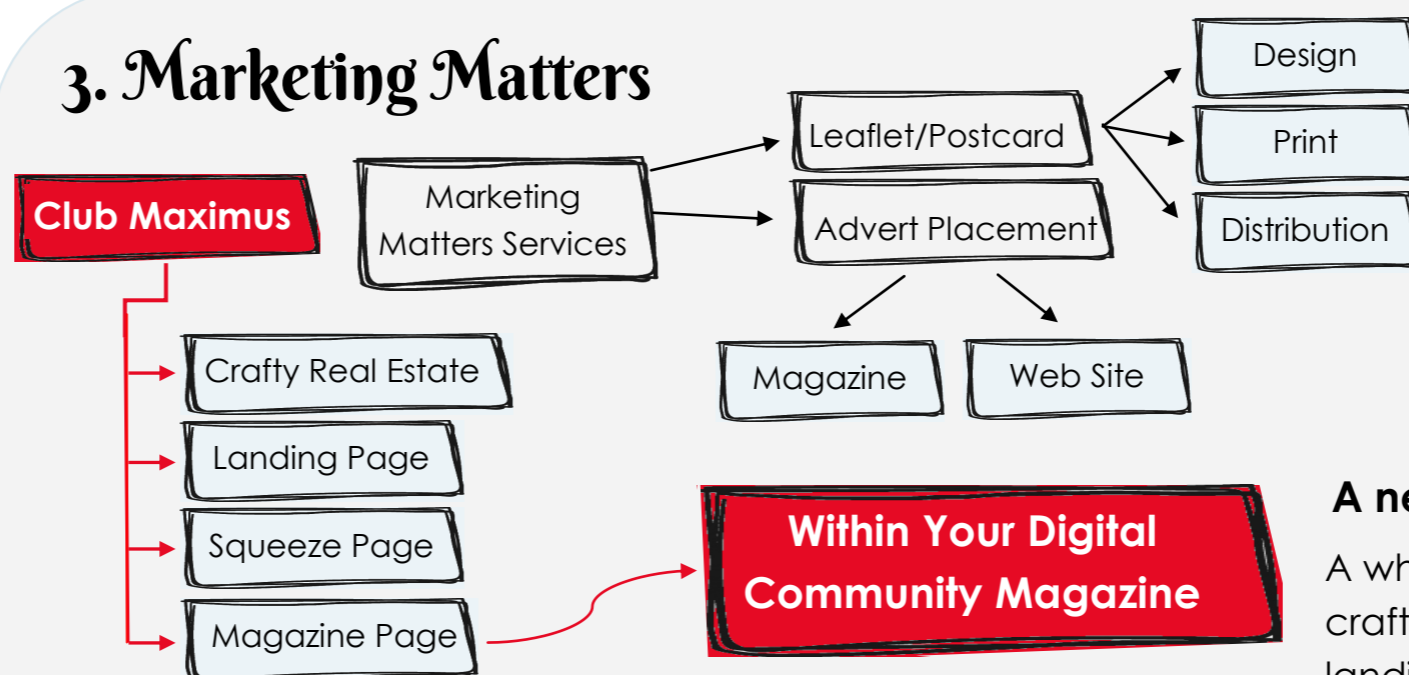 3. Marketing Matters
Club Maximus
Marketing
Matters Services
Leaflet/Postcard
Advert Placement
Design
Print
Distribution
Magazine
Web Site
Crafty Real Estate
Landing Page
Squeeze Page
Magazine Page
Within Your Digital
Community Magazine
A
A